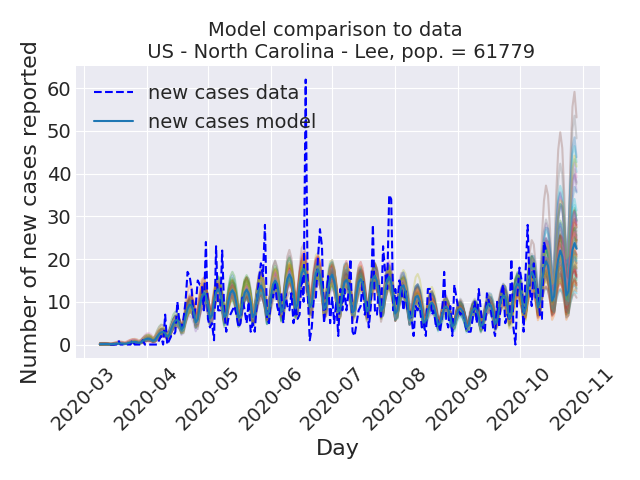 Model comparison to data
US - North Carolina - Lee, pop. = 61779
Number of new cases reported
60
50
40
30
20
10
0
new cases data
new cases model
2020-03
2020-04
2020-05
2020-06
2020-07
2020-08
2020-09
2020-10
2020-11
Day